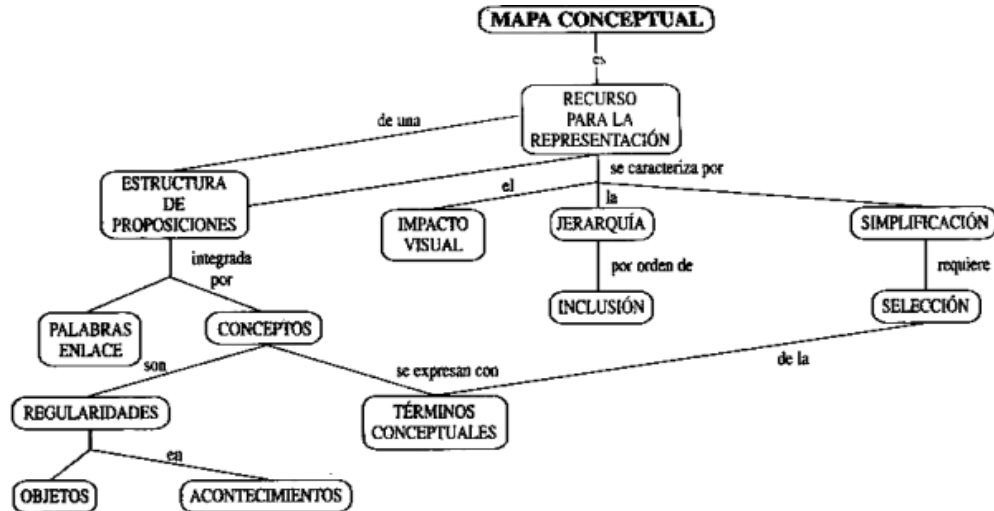 MAPA CONCEPTUAL
es
RECURSO
PARA LA
REPRESENTACIÓN
de una
se caracteriza por
ESTRUCTURA
DE
PROPOSICIONES
el
la
IMPACTO
VISUAL
JERARQUÍA
SIMPLIFICACIÓN
integrada
por
por orden de
requiere
PALABRAS
ENLACE
CONCEPTOS
INCLUSIÓN
SELECCIÓN
son
se expresan con
de la
REGULARIDADES
TÉRMINOS
CONCEPTUALES
en
OBJETOS
ACONTECIMIENTOS